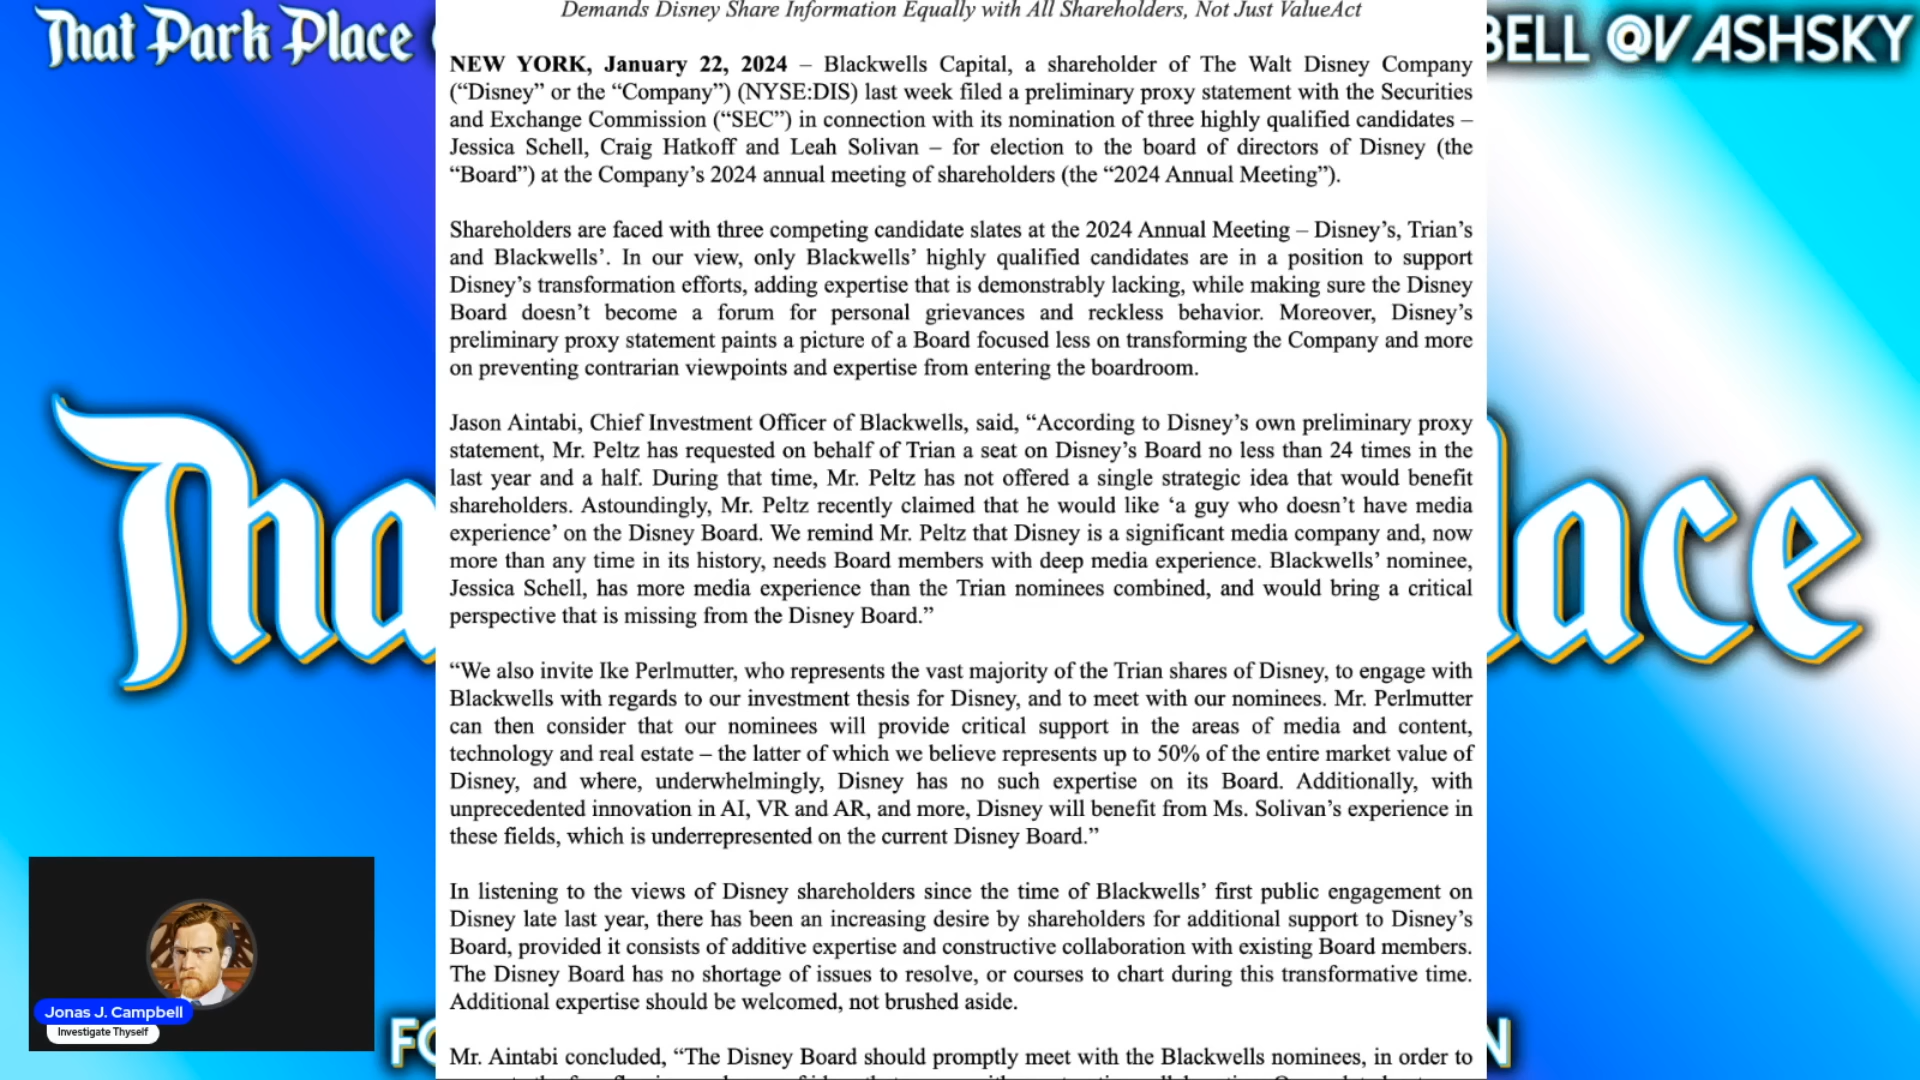 That Park Place
BELL @VASHSKY
Demands Disney Share Information Equally with All Shareholders, Not Just ValueAct
NEW YORK, January 22, 2024 – Blackwells Capital, a shareholder of The Walt Disney Company
(“Disney” or the “Company”) (NYSE:DIS) last week filed a preliminary proxy statement with the Securities
and Exchange Commission (“SEC”) in connection with its nomination of three highly qualified candidates –
Jessica Schell, Craig Hatkoff and Leah Solivan – for election to the board of directors of Disney (the
“Board”) at the Company’s 2024 annual meeting of shareholders (the “2024 Annual Meeting”).
Shareholders are faced with three competing candidate slates at the 2024 Annual Meeting – Disney’s, Trian’s
and Blackwells’. In our view, only Blackwells’ highly qualified candidates are in a position to support
Disney’s transformation efforts, adding expertise that is demonstrably lacking, while making sure the Disney
Board doesn’t become a forum for personal grievances and reckless behavior. Moreover, Disney’s
preliminary proxy statement paints a picture of a Board focused less on transforming the Company and more
on preventing contrarian viewpoints and expertise from entering the boardroom.
Jason Aintabi, Chief Investment Officer of Blackwells, said, “According to Disney’s own preliminary proxy
statement, Mr. Peltz has requested on behalf of Trian a seat on Disney’s Board no less than 24 times in the
last year and a half. During that time, Mr. Peltz has not offered a single strategic idea that would benefit
shareholders. Astoundingly, Mr. Peltz recently claimed that he would like ‘a guy who doesn’t have media
experience’ on the Disney Board. We remind Mr. Peltz that Disney is a significant media company and, now
more than any time in its history, needs Board members with deep media experience. Blackwells’ nominee,
Jessica Schell, has more media experience than the Trian nominees combined, and would bring a critical
perspective that is missing from the Disney Board.”
“We also invite Ike Perlmutter, who represents the vast majority of the Trian shares of Disney, to engage with
Blackwells with regards to our investment thesis for Disney, and to meet with our nominees. Mr. Perlmutter
can then consider that our nominees will provide critical support in the areas of media and content,
technology and real estate – the latter of which we believe represents up to 50% of the entire market value of
Disney, and where, underwhelmingly, Disney has no such expertise on its Board. Additionally, with
unprecedented innovation in AI, VR and AR, and more, Disney will benefit from Ms. Solivan’s experience in
these fields, which is underrepresented on the current Disney Board.”
In listening to the views of Disney shareholders since the time of Blackwells’ first public engagement on
Disney late last year, there has been an increasing desire by shareholders for additional support to Disney’s
Board, provided it consists of additive expertise and constructive collaboration with existing Board members.
The Disney Board has no shortage of issues to resolve, or courses to chart during this transformative time.
Additional expertise should be welcomed, not brushed aside.
Mr. Aintabi concluded, “The Disney Board should promptly meet with the Blackwells nominees, in order to
Tha
lace
Jonas J. Campbell
Investigate Thyself
FO
N